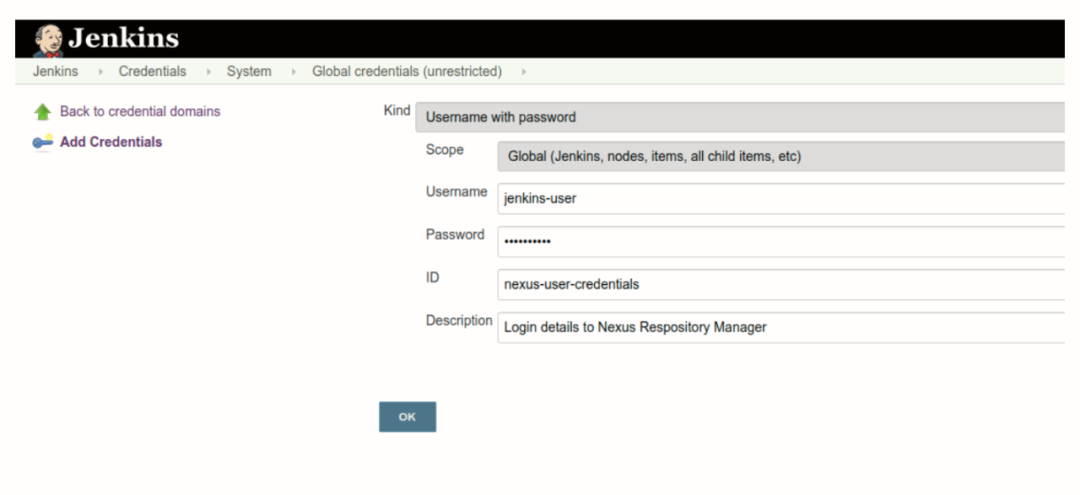 Jenkins
Jenkins Credentials System Global credentials (unrestricted)
Back to credential domains
Add Credentials
Kind Username with password
Scope Global (Jenkins, nodes, items, all child items, etc)
Username jenkins-user
Password ••••••••••
ID nexus-user-credentials
Description Login details to Nexus Respository Manager
OK